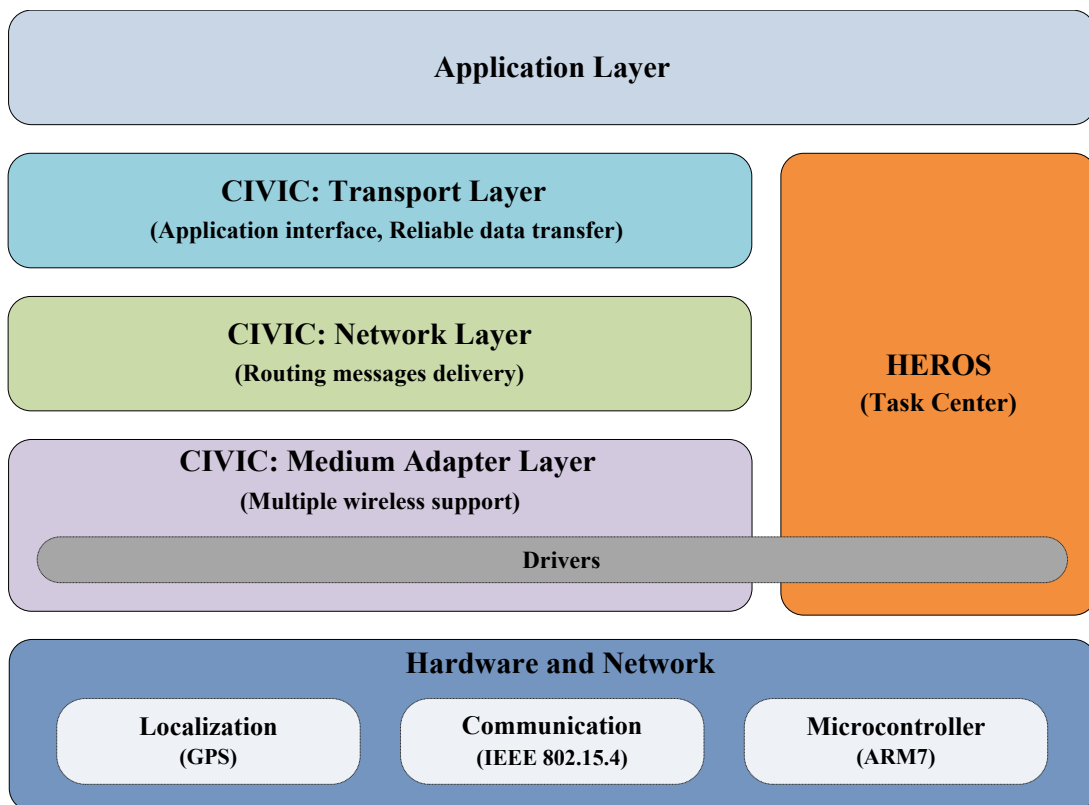 Application Layer
CIVIC: Transport Layer
(Application interface, Reliable data transfer)
CIVIC: Network Layer
(Routing messages delivery)
HEROS
(Task Center)
CIVIC: Medium Adapter Layer
(Multiple wireless support)
Drivers
Hardware and Network
Localization
(GPS)
Communication
(IEEE 802.15.4)
Microcontroller
(ARM7)